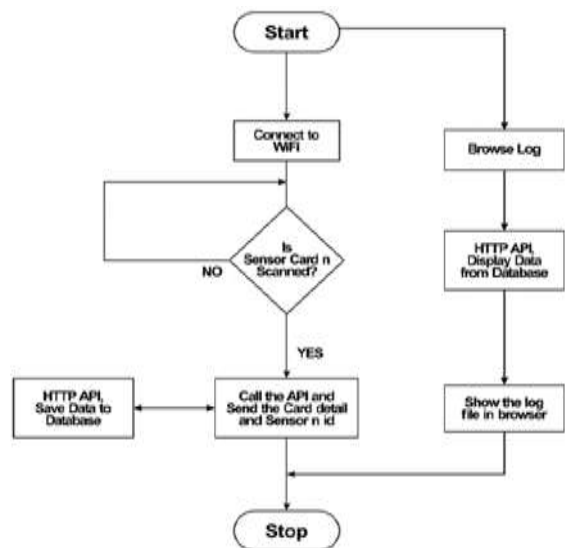 Start
Connect to
WiFi
Browse Log
Is
Sensor Card n
Scanned?
NO
HTTP API,
Display Data
from Database
YES
HTTP API,
Save Data to
Database
Call the API and
Send the Card detail
and Sensor n id
Show the log
file in browser
Stop